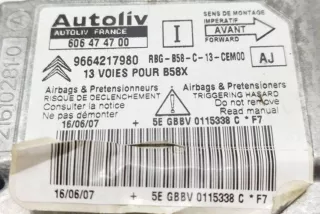 Autoliv
AUTOLIV FRANCE
606 47 47 00
I
SENS DE MONTAGE
IMPERATIF
AVANT
FORWARD
9664217980
RBG-B58-C-13-CEM00
AJ
13 VOIES POUR B58X
Airbags & Pretensionneurs
RISQUE DE DECLENCHEMENT
Consulter la notice
Ne pas démonter
Airbags & Pretensioners
TRIGGERING HAZARD
Do not remove
Read manual
16/06/07 + 5E GBBV 0115338 C * F7
16/06/07 + 5E GBBV 0115338 C * F7